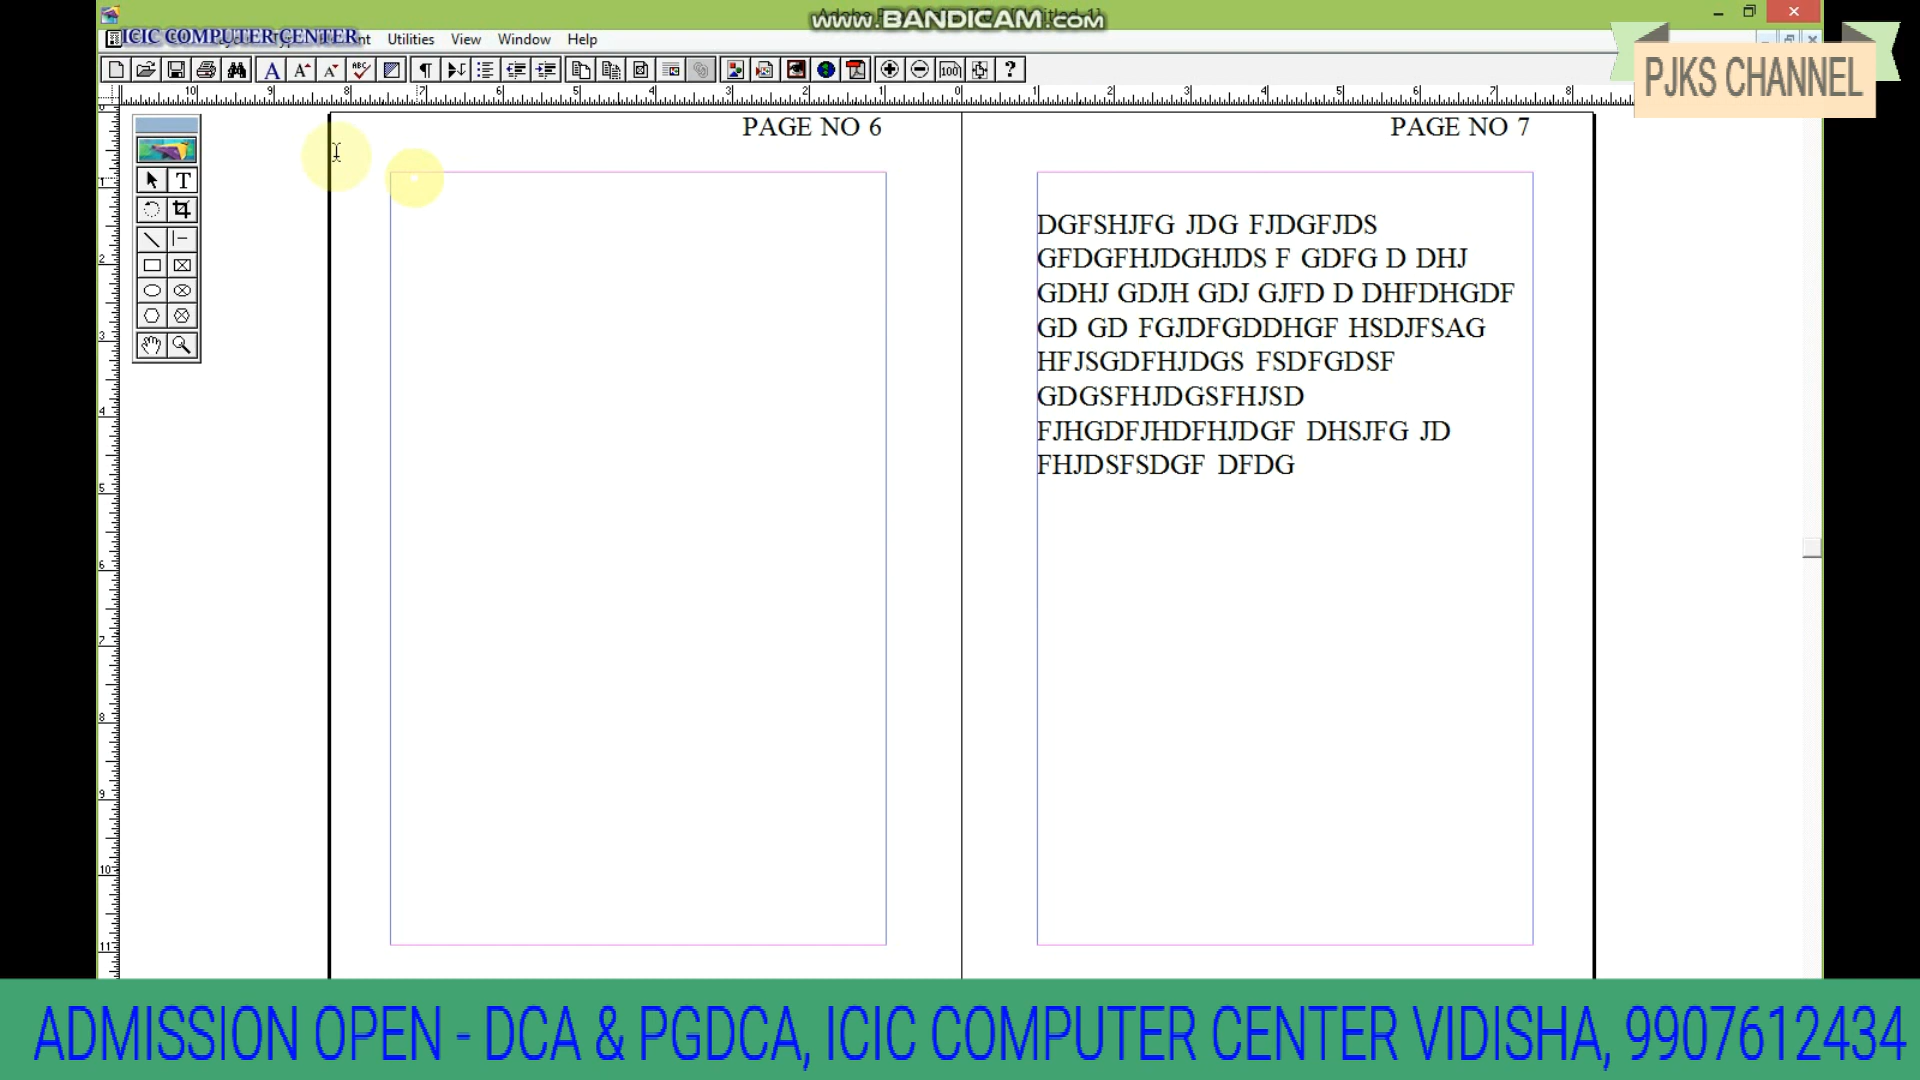 www.BANDICAM.com
ICIC COMPUTER CENTER
Utilities View Window Help
PJKS CHANNEL
PAGE NO 6
PAGE NO 7
DGFSHJFG JDG FJDGFJDS
GFDGFHJDGHJDS F GDFG D DHJ
GDHJ GDJH GDJ GJFD D DHFDHGDF
GD GD FGJDFGDDHGF HSDJFSAG
HFJSGDFHJDGS FSDFGDSF
GDGSFHJDGSFHJSD
FJHGDFJHDFHJDGF DHSJFG JD
FHJDSFSDGF DFDG
ADMISSION OPEN - DCA & PGDCA, ICIC COMPUTER CENTER VIDISHA, 9907612434